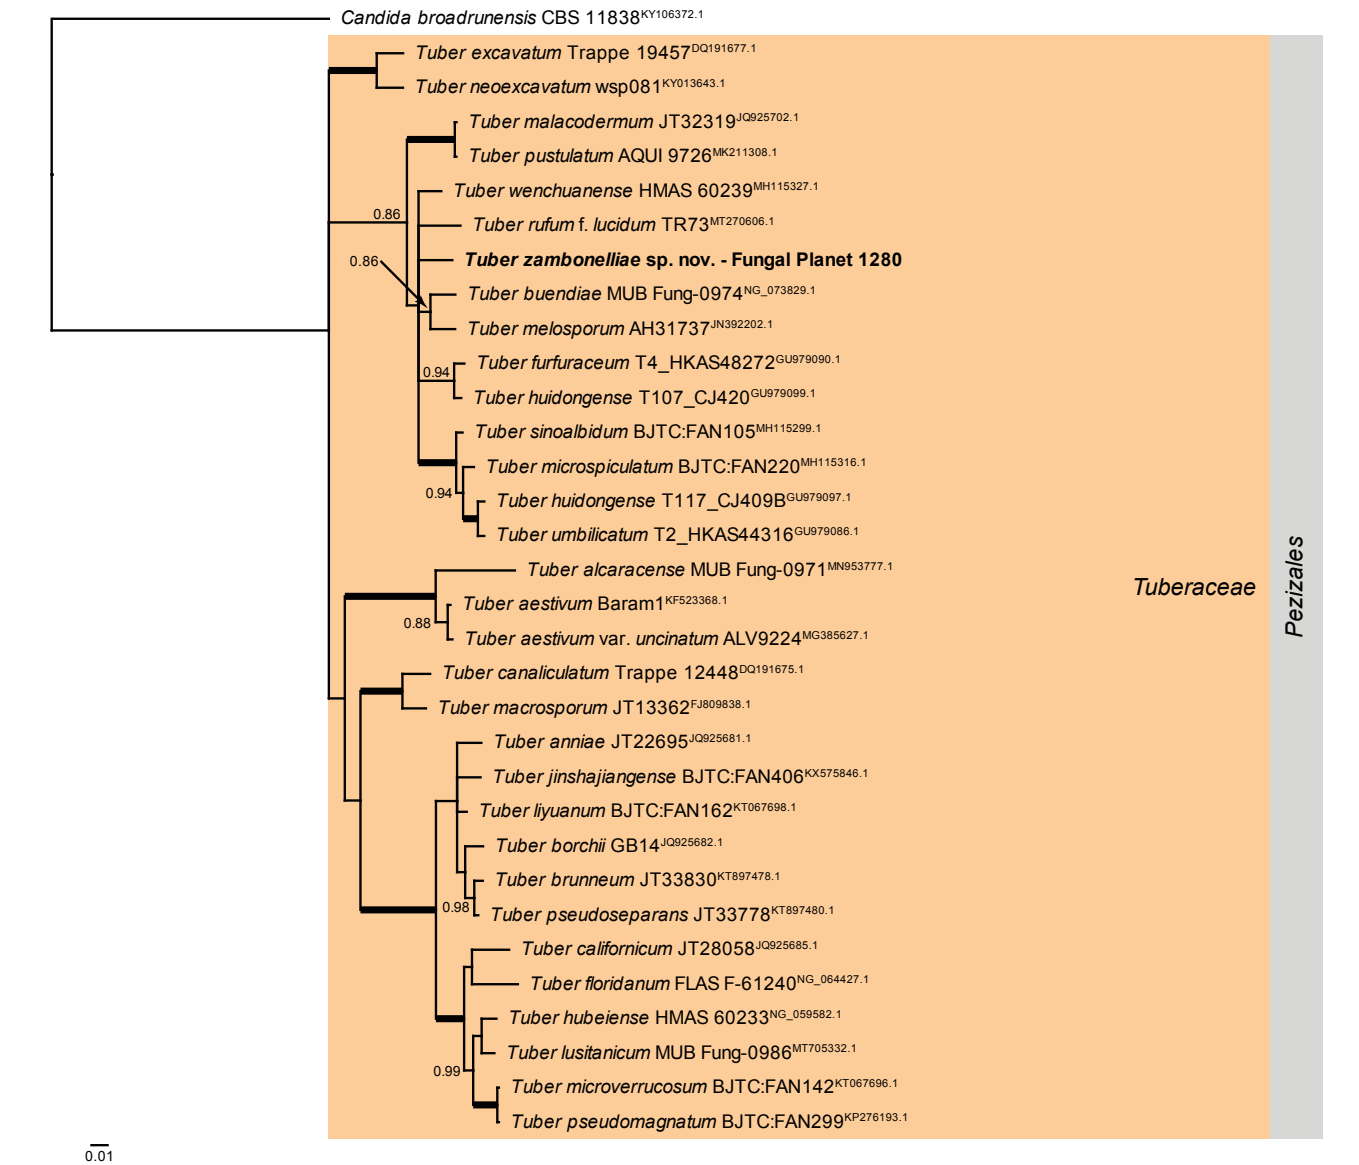 Candida broadrunensis CBS 11838KY106372.1
Tuber excavatum Trappe 19457DQ191677.1
Tuber neoexcavatum wsp081KY013643.1
Tuber malacodermum JT32319JQ925702.1
Tuber pustulatum AQUI 9726MK211308.1
Tuber wenchuanense HMAS 60239MH115327.1
0.86
Tuber rufum f. lucidum TR73MT270606.1
0.86
Tuber zambonelliae sp. nov. - Fungal Planet 1280
Tuber buendiae MUB Fung-0974NG_073829.1
Tuber melosporum AH31737JN392202.1
Tuber furfuraceum T4_HKAS48272GU979090.1
0.94
Tuber huidongense T107_CJ420GU979099.1
Tuber sinoalbidum BJTC:FAN105MH115299.1
Tuber microspiculatum BJTC:FAN220MH115316.1
0.94
Tuber huidongense T117_CJ409BGU979097.1
Tuber umbilicatum T2_HKAS44316GU979086.1
Tuber alcaracense MUB Fung-0971MN953777.1
Tuberaceae
Pezizales
Tuber aestivum Baram1KF523368.1
0.88
Tuber aestivum var. uncinatum ALV9224MG385627.1
Tuber canaliculatum Trappe 12448DQ191675.1
Tuber macrosporum JT13362FJ809838.1
Tuber anniae JT22695JQ925681.1
Tuber jinshajiangense BJTC:FAN406KX575846.1
Tuber liyuanum BJTC:FAN162KT067698.1
Tuber borchii GB14JQ925682.1
Tuber brunneum JT33830KT897478.1
0.98
Tuber pseudoseparans JT33778KT897480.1
Tuber californicum JT28058JQ925685.1
Tuber floridanum FLAS F-61240NG_064427.1
Tuber hubeiense HMAS 60233NG_059582.1
Tuber lusitanicum MUB Fung-0986MT705332.1
0.99
Tuber microverrucosum BJTC:FAN142KT067696.1
Tuber pseudomagnatum BJTC:FAN299KP276193.1
0.01